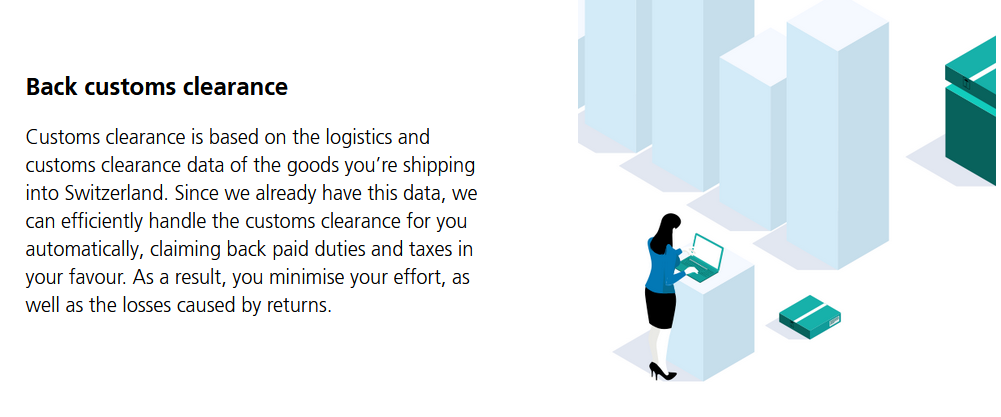 Back customs clearance
Customs clearance is based on the logistics and
customs clearance data of the goods you’re shipping
into Switzerland. Since we already have this data, we
can efficiently handle the customs clearance for you
automatically, claiming back paid duties and taxes in
your favour. As a result, you minimise your effort, as
well as the losses caused by returns.